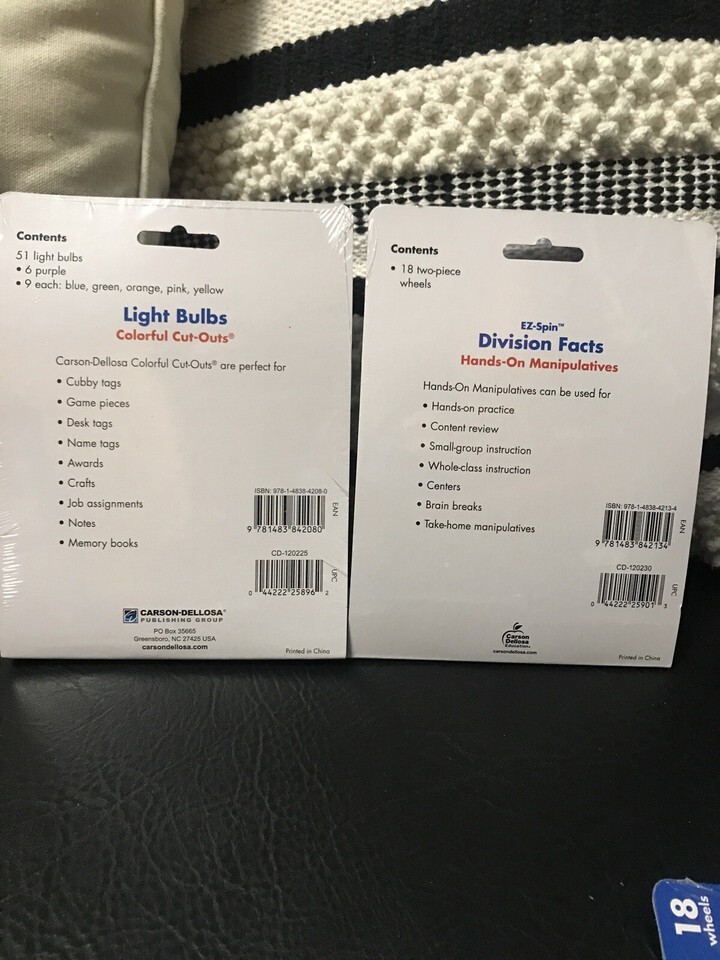 Contents
51 light bulbs
• 6 purple
• 9 each: blue, green, orange, pink, yellow
Light Bulbs
Colorful Cut-Outs®
Carson-Dellosa Colorful Cut-Outs® are perfect for
• Cubby tags
• Game pieces
• Desk tags
• Name tags
• Awards
• Crafts
• Job assignments
• Notes
• Memory books
ISBN: 978-1-4838-4208-0
EAN
9 781483 842080
CD-120225
UPC
0 44222 25896 2
CARSON-DELLOSA®
PUBLISHING GROUP
PO Box 35665
Greensboro, NC 27425 USA
carsondellosa.com
Printed in China
Contents
• 18 two-piece
wheels
EZ-Spin™
Division Facts
Hands-On Manipulatives
Hands-On Manipulatives can be used for
• Hands-on practice
• Content review
• Small-group instruction
• Whole-class instruction
• Centers
• Brain breaks
• Take-home manipulatives
ISBN: 978-1-4838-4213-4
EAN
9 781483 842134
CD-120230
UPC
0 44222 25901 3
Carson
Dellosa
Education
carsondellosa.com
Printed in China
18
wheels